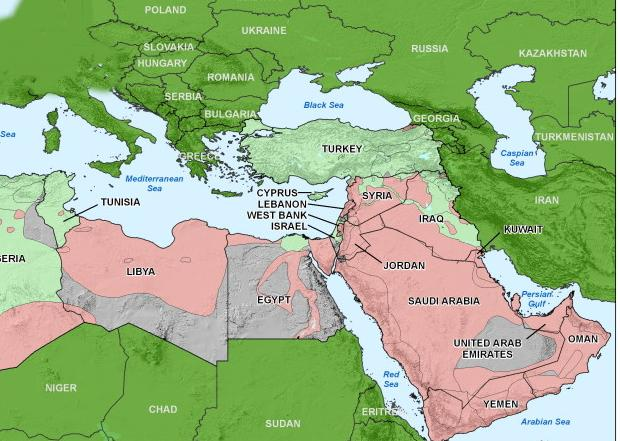 POLAND
UKRAINE
RUSSIA
KAZAKHSTAN
SLOVAKIA
HUNGARY
ROMANIA
SERBIA
BULGARIA
Black Sea
GEORGIA
Caspian
Sea
TURKMENISTAN
Sea
GREECE
TURKEY
Mediterranean
Sea
CYPRUS
LEBANON
WEST BANK
ISRAEL
SYRIA
IRAQ
IRAN
TUNISIA
KUWAIT
JORDAN
ERIA
LIBYA
EGYPT
SAUDI ARABIA
Persian
Gulf
UNITED ARAB
EMIRATES
OMAN
Red
Sea
NIGER
CHAD
SUDAN
ERITREA
YEMEN
Arabian Sea